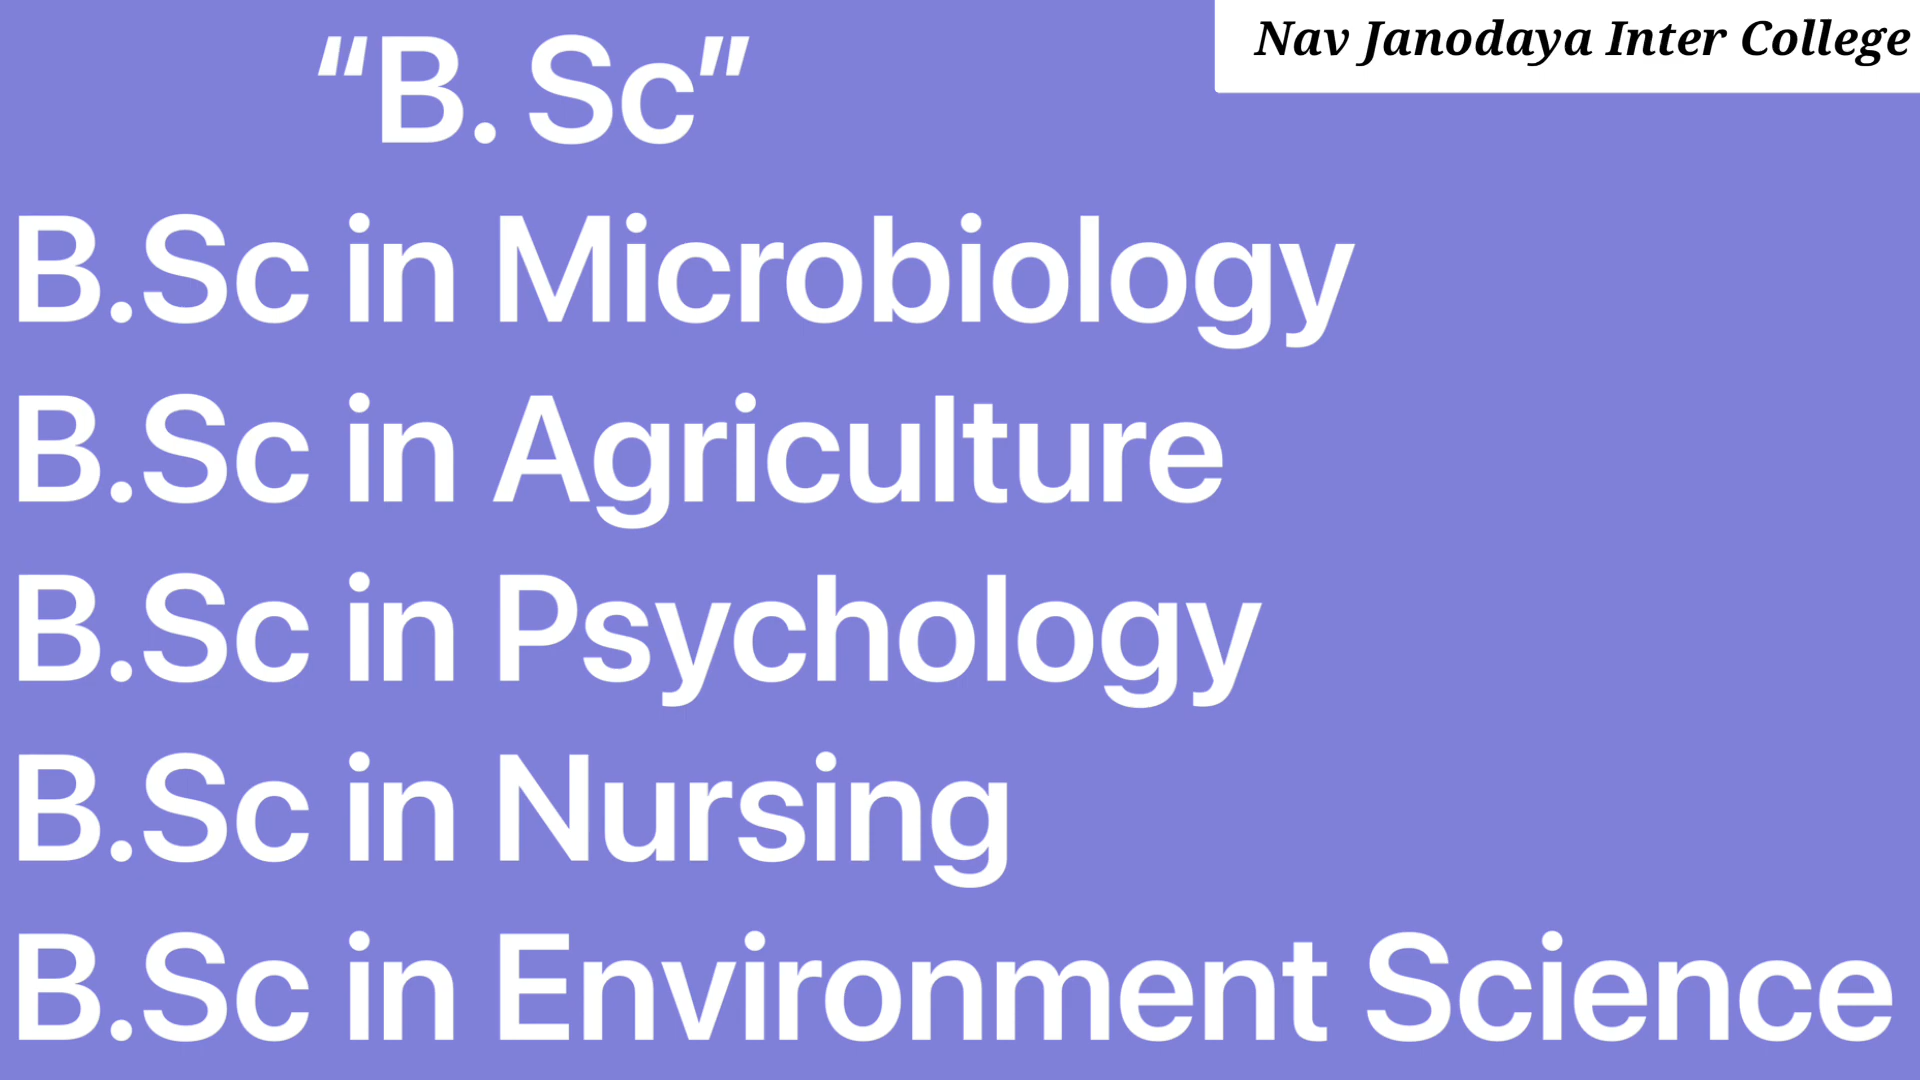 “B. Sc”
Nav Janodaya Inter College
B.Sc in Microbiology
B.Sc in Agriculture
B.Sc in Psychology
B.Sc in Nursing
B.Sc in Environment Science